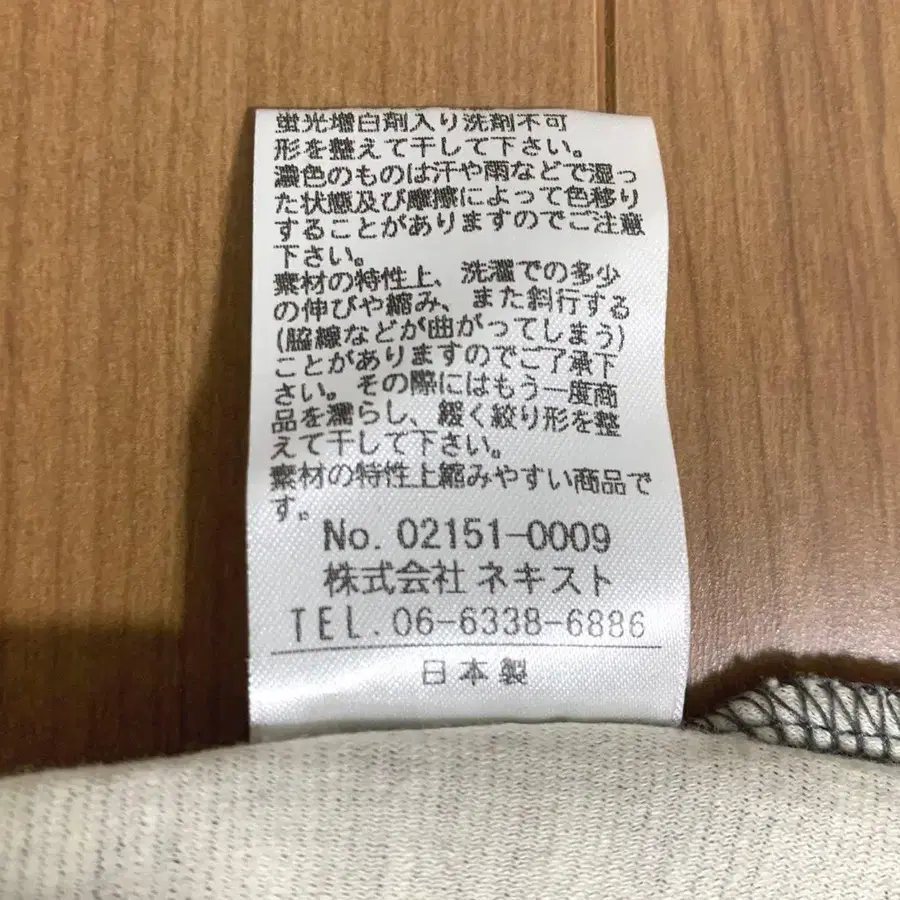 蛍光増白剤入り洗剤不可
形を整えて干して下さい。
濃色のものは汗や雨などで湿っ
た状態及び摩擦によって色移り
することがありますのでご注意
下さい。
素材の特性上、洗濯での多少
の伸びや縮み、また斜行する
(脇線などが曲がってしまう)
ことがありますのでご了承下
さい。その際にはもう一度商
品を濡らし、緩く絞り形を整
えて干して下さい。
素材の特性上縮みやすい商品で
す。
No. 02151-0009
株式会社 ネキスト
TEL. 06-6338-6886
日本製